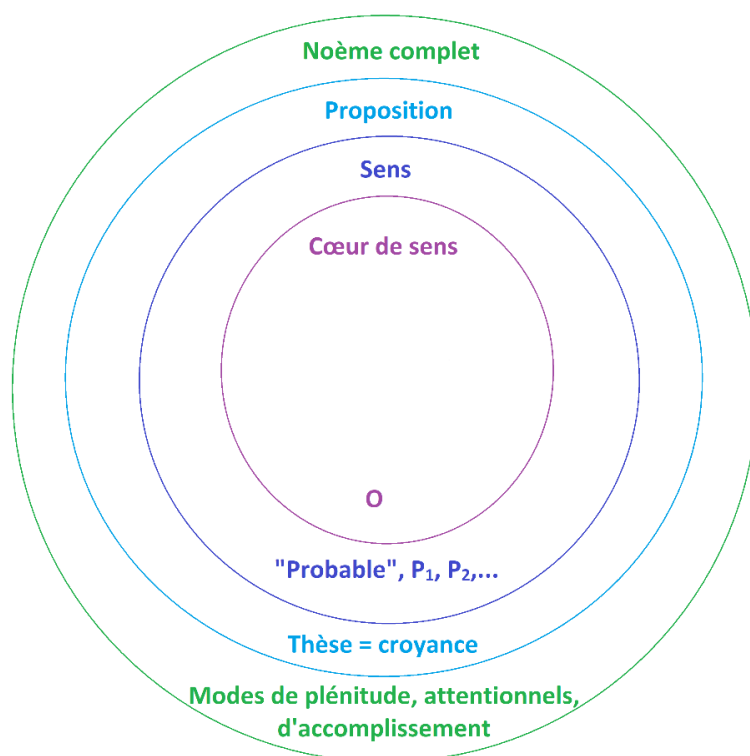 Noème complet
Proposition
Sens
Cœur de sens
O
"Probable", P₁, P₂,...
Thèse = croyance
Modes de plénitude, attentionnels,
d'accomplissement